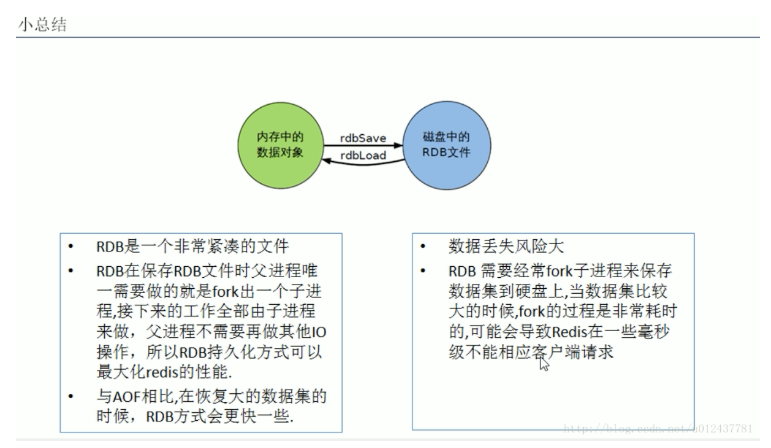 小总结
内存中的
数据对象
rdbSave
rdbLoad
磁盘中的
RDB文件
• RDB是一个非常紧凑的文件
• RDB在保存RDB文件时父进程唯
一需要做的就是fork出一个子进
程,接下来的工作全部由子进程
来做，父进程不需要再做其他IO
操作，所以RDB持久化方式可以
最大化redis的性能.
• 与AOF相比,在恢复大的数据集的
时候，RDB方式会更快一些.
• 数据丢失风险大
• RDB 需要经常fork子进程来保存
数据集到硬盘上,当数据集比较
大的时候,fork的过程是非常耗时
的,可能会导致Redis在一些毫秒
级不能相应客户端请求
http://blog.csdn.net/u012437781